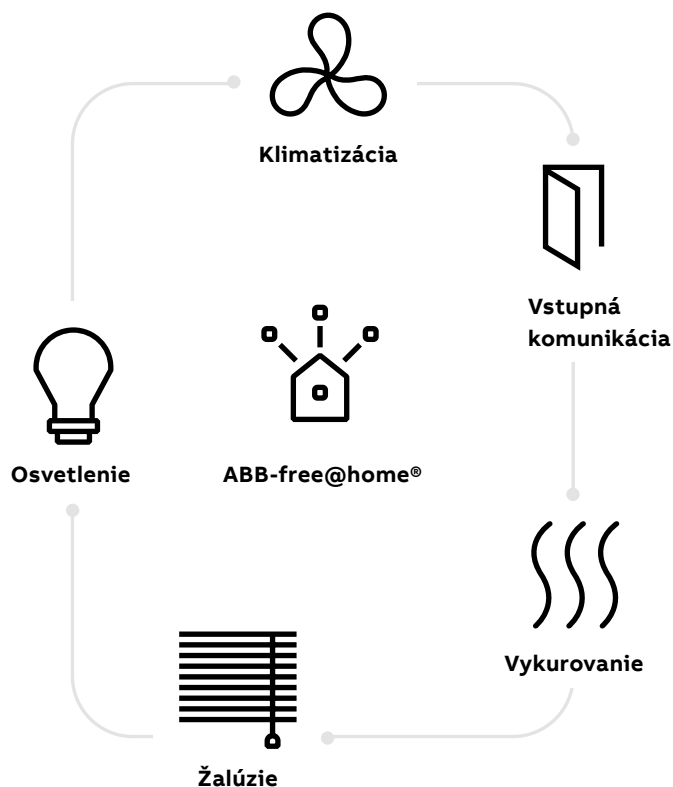 Klimatizácia
Vstupná
komunikácia
Osvetlenie
ABB-free@home®
Vykurovanie
Žalúzie